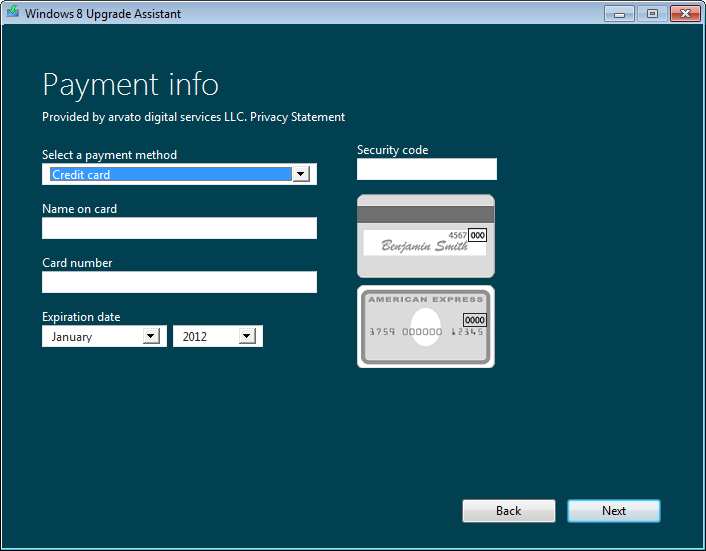 Windows 8 Upgrade Assistant
Payment info
Provided by arvato digital services LLC. Privacy Statement
Select a payment method
Credit card
Name on card
Card number
Expiration date
January 2012
Security code
4567 000
Benjamin Smith
AMERICAN EXPRESS
0000
3759 000000 12345
Back Next